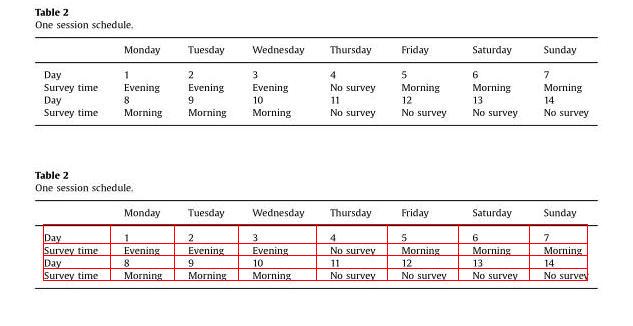 Table 2
One session schedule.
Monday Tuesday Wednesday Thursday Friday Saturday Sunday
Day 1 2 3 4 5 6 7
Survey time Evening Evening Evening No survey Morning Morning Morning
Day 8 9 10 11 12 13 14
Survey time Morning Morning Morning No survey No survey No survey No survey
Table 2
One session schedule.
Monday Tuesday Wednesday Thursday Friday Saturday Sunday
Day 1 2 3 4 5 6 7
Survey time Evening Evening Evening No survey Morning Morning Morning
Day 8 9 10 11 12 13 14
Survey time Morning Morning Morning No survey No survey No survey No survey